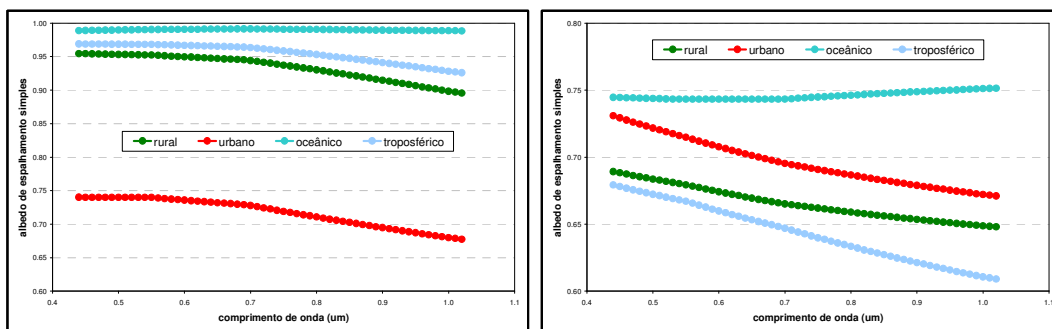 albedo de espalhamento simples
1.00
0.95
0.90
0.85
0.80
0.75
0.70
0.65
0.60
rural urbano oceânico troposférico
0.4 0.5 0.6 0.7 0.8 0.9 1.0 1.1
comprimento de onda (um)
albedo de espalhamento simples
0.80
0.75
0.70
0.65
0.60
rural urbano oceânico troposférico
0.4 0.5 0.6 0.7 0.8 0.9 1.0 1.1
comprimento de onda (um)